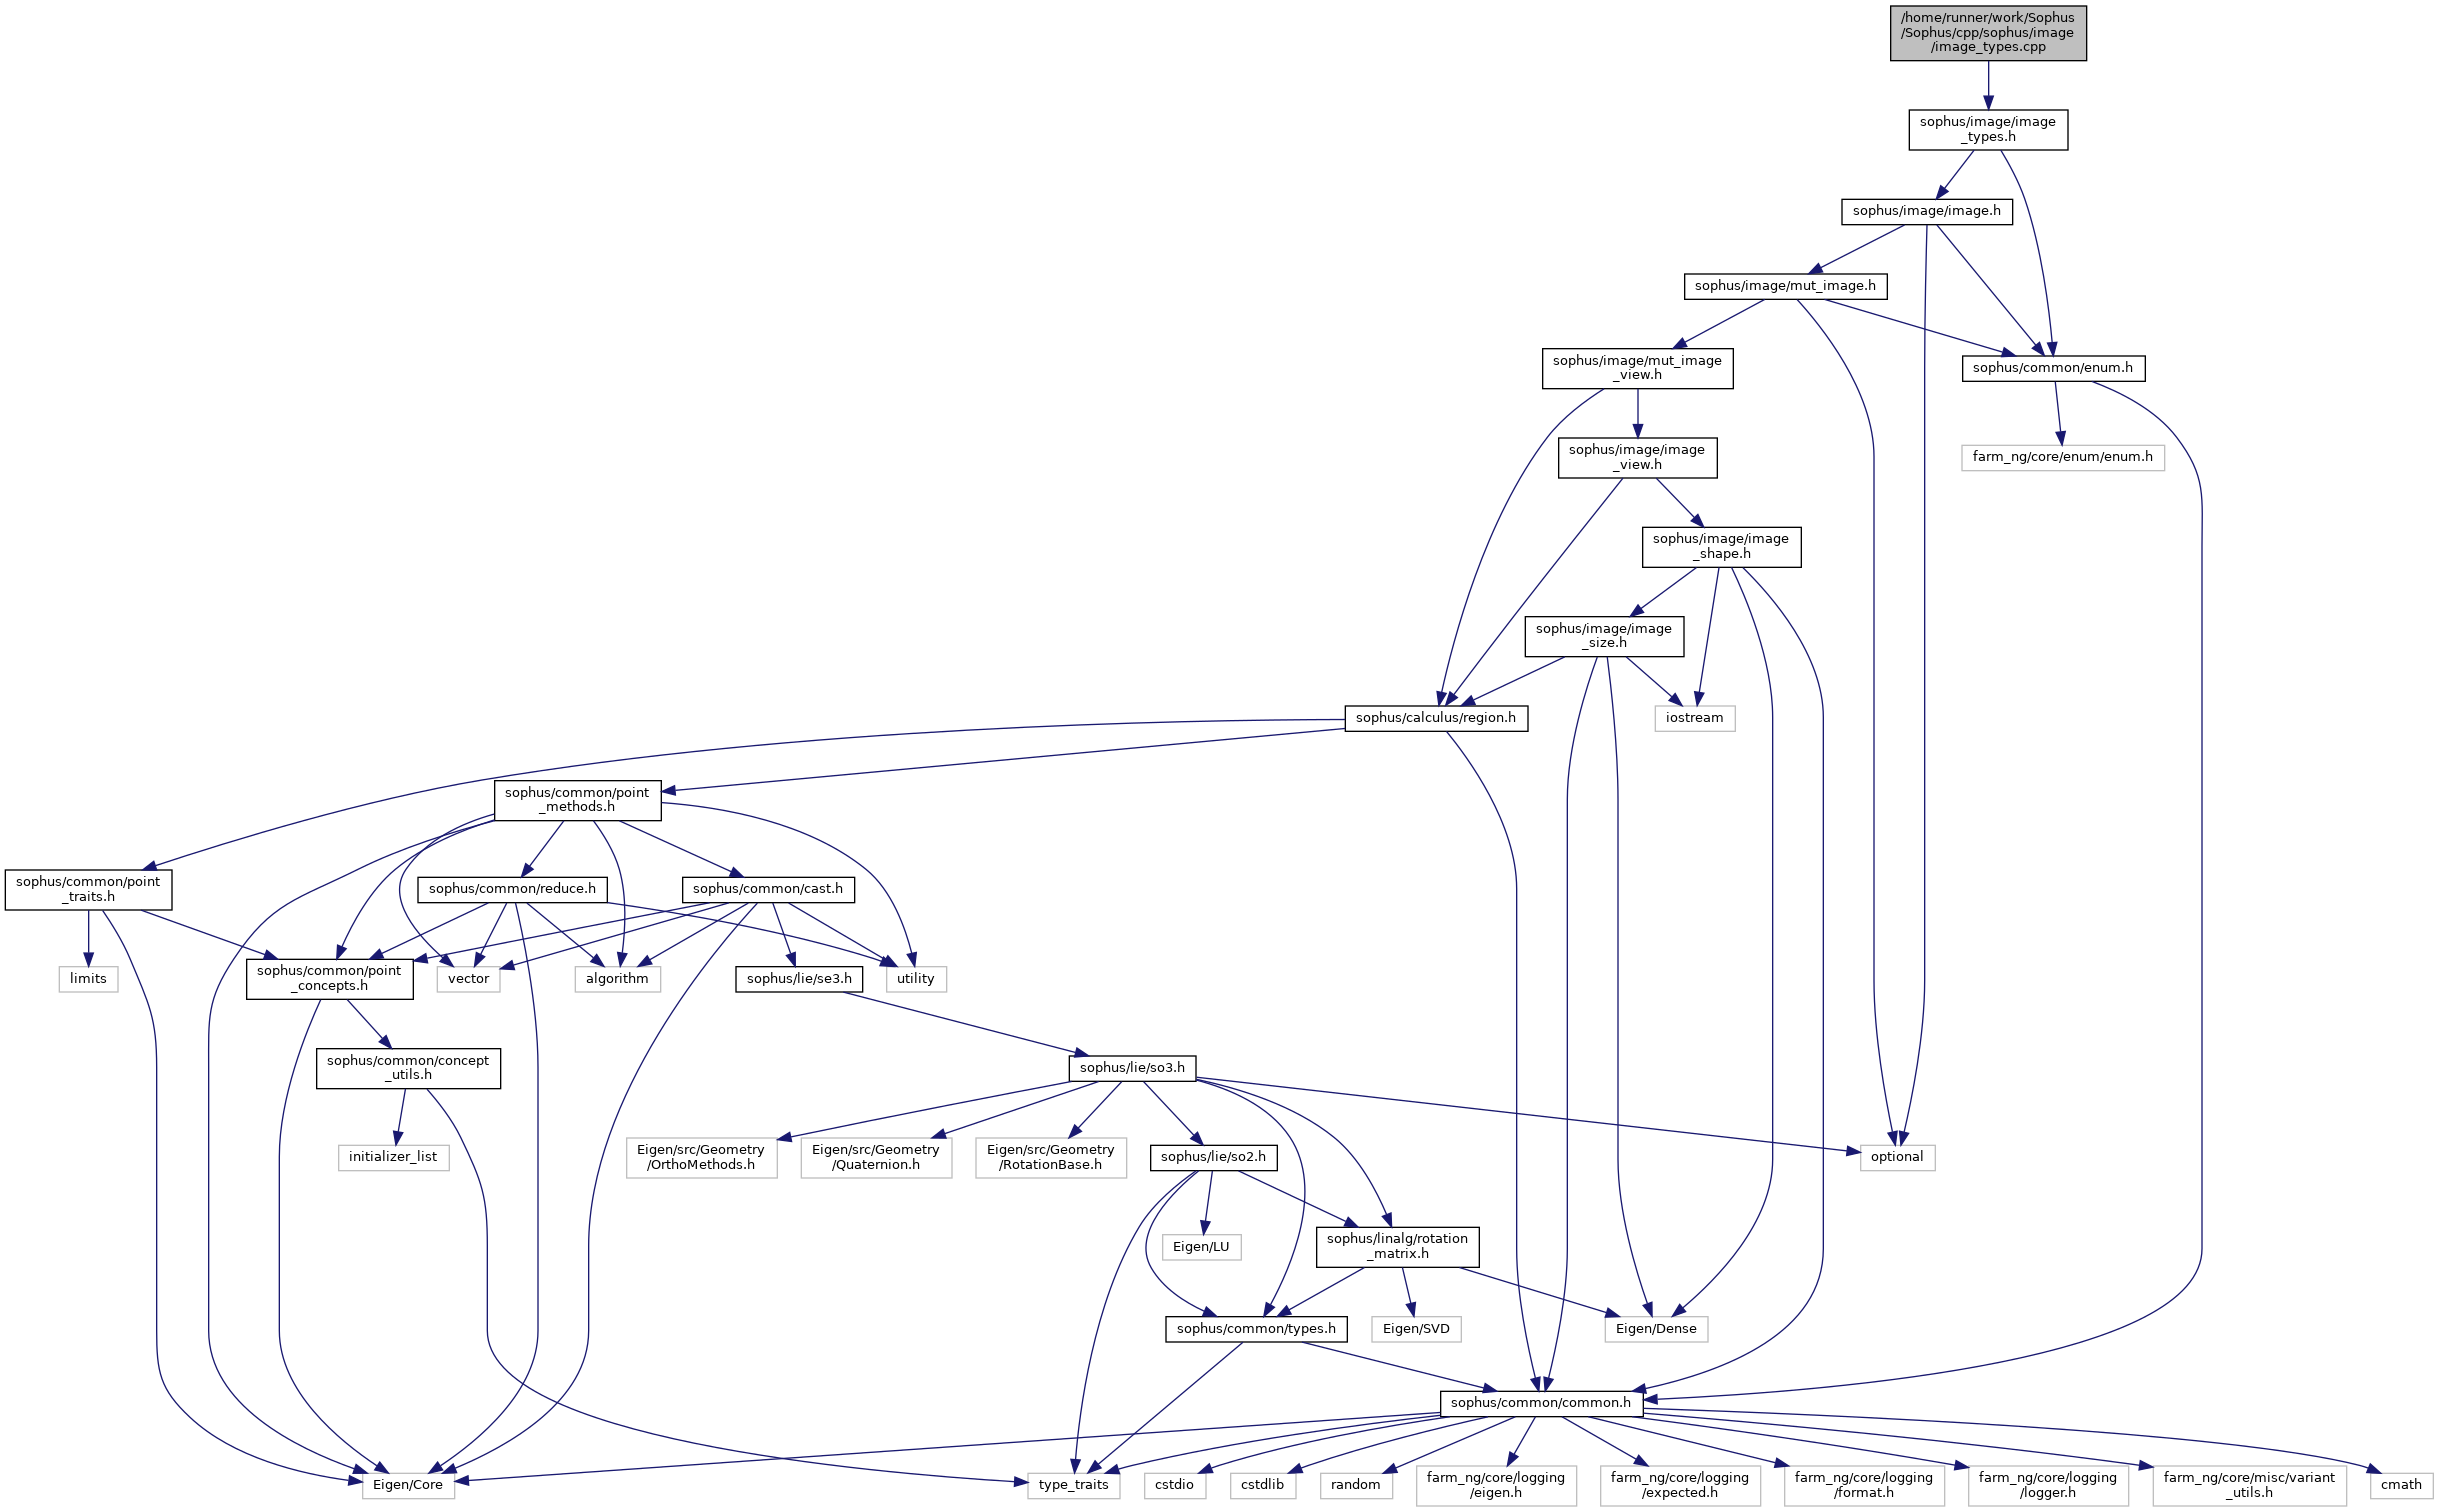 /home/runner/work/Sophus
/Sophus/cpp/sophus/image
/image_types.cpp
sophus/image/image
_types.h
sophus/image/image.h
sophus/image/mut_image.h
sophus/image/mut_image
_view.h
sophus/common/enum.h
sophus/image/image
_view.h
farm_ng/core/enum/enum.h
sophus/image/image
_shape.h
sophus/image/image
_size.h
sophus/calculus/region.h
iostream
sophus/common/point
_methods.h
sophus/common/point
_traits.h
sophus/common/reduce.h
sophus/common/cast.h
limits
sophus/common/point
_concepts.h
vector
algorithm
sophus/lie/se3.h
utility
sophus/common/concept
_utils.h
sophus/lie/so3.h
initializer_list
Eigen/src/Geometry
/OrthoMethods.h
Eigen/src/Geometry
/Quaternion.h
Eigen/src/Geometry
/RotationBase.h
sophus/lie/so2.h
optional
Eigen/LU
sophus/linalg/rotation
_matrix.h
sophus/common/types.h
Eigen/SVD
Eigen/Dense
sophus/common/common.h
Eigen/Core
type_traits
cstdio
cstdlib
random
farm_ng/core/logging
/eigen.h
farm_ng/core/logging
/expected.h
farm_ng/core/logging
/format.h
farm_ng/core/logging
/logger.h
farm_ng/core/misc/variant
_utils.h
cmath